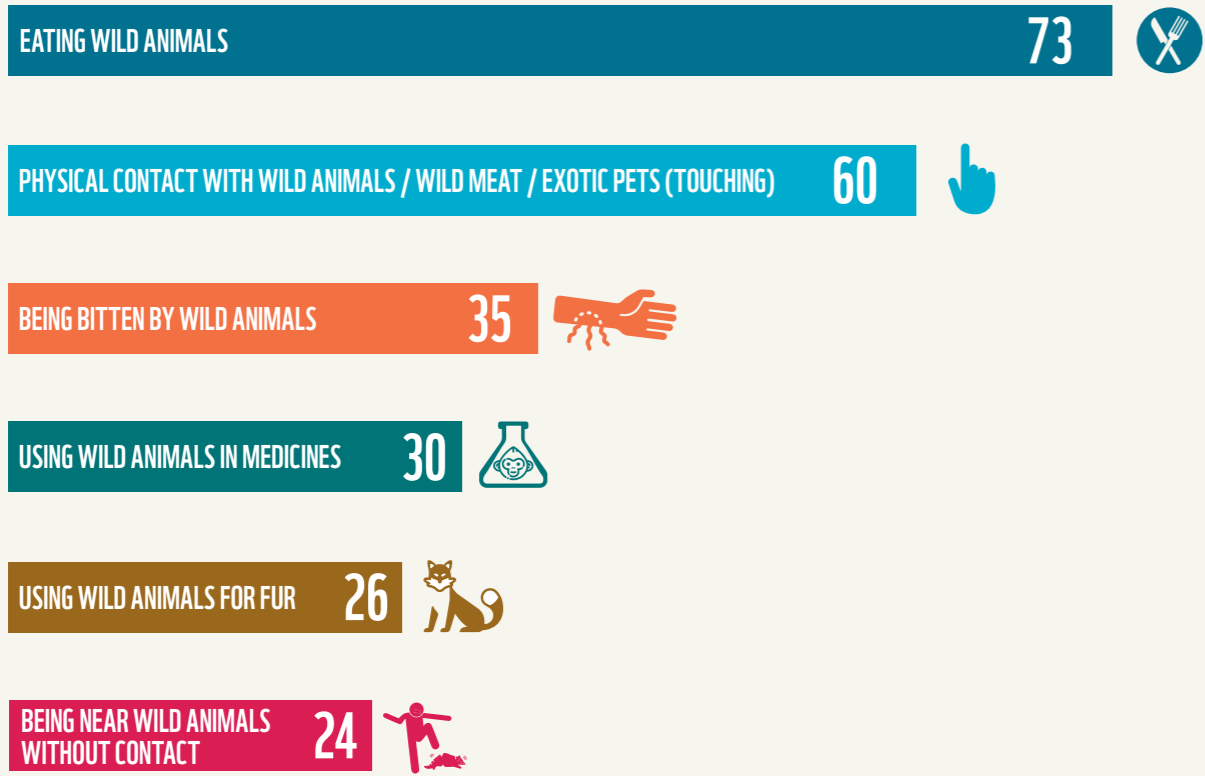 EATING WILD ANIMALS 73
PHYSICAL CONTACT WITH WILD ANIMALS / WILD MEAT / EXOTIC PETS (TOUCHING) 60
BEING BITTEN BY WILD ANIMALS 35
USING WILD ANIMALS IN MEDICINES 30
USING WILD ANIMALS FOR FUR 26
BEING NEAR WILD ANIMALS
WITHOUT CONTACT 24